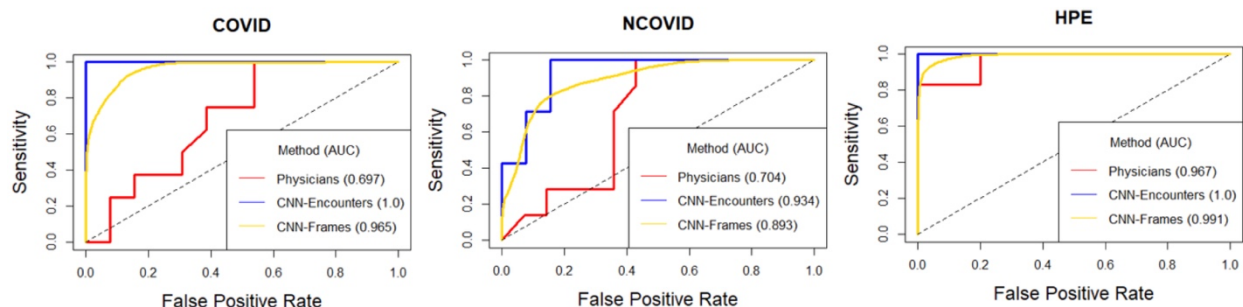 COVID
Sensitivity
0.0 0.2 0.4 0.6 0.8 1.0
Method (AUC)
Physicians (0.697)
CNN-Encounters (1.0)
CNN-Frames (0.965)
0.0 0.2 0.4 0.6 0.8 1.0
False Positive Rate
NCOVID
Sensitivity
0.0 0.2 0.4 0.6 0.8 1.0
Method (AUC)
Physicians (0.704)
CNN-Encounters (0.934)
CNN-Frames (0.893)
0.0 0.2 0.4 0.6 0.8 1.0
False Positive Rate
HPE
Sensitivity
0.0 0.2 0.4 0.6 0.8 1.0
Method (AUC)
Physicians (0.967)
CNN-Encounters (1.0)
CNN-Frames (0.991)
0.0 0.2 0.4 0.6 0.8 1.0
False Positive Rate